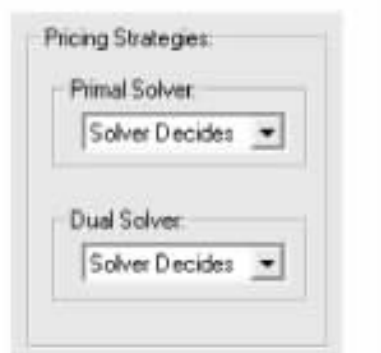 Pricing Strategies:
Primal Solver:
Solver Decides
Dual Solver:
Solver Decides